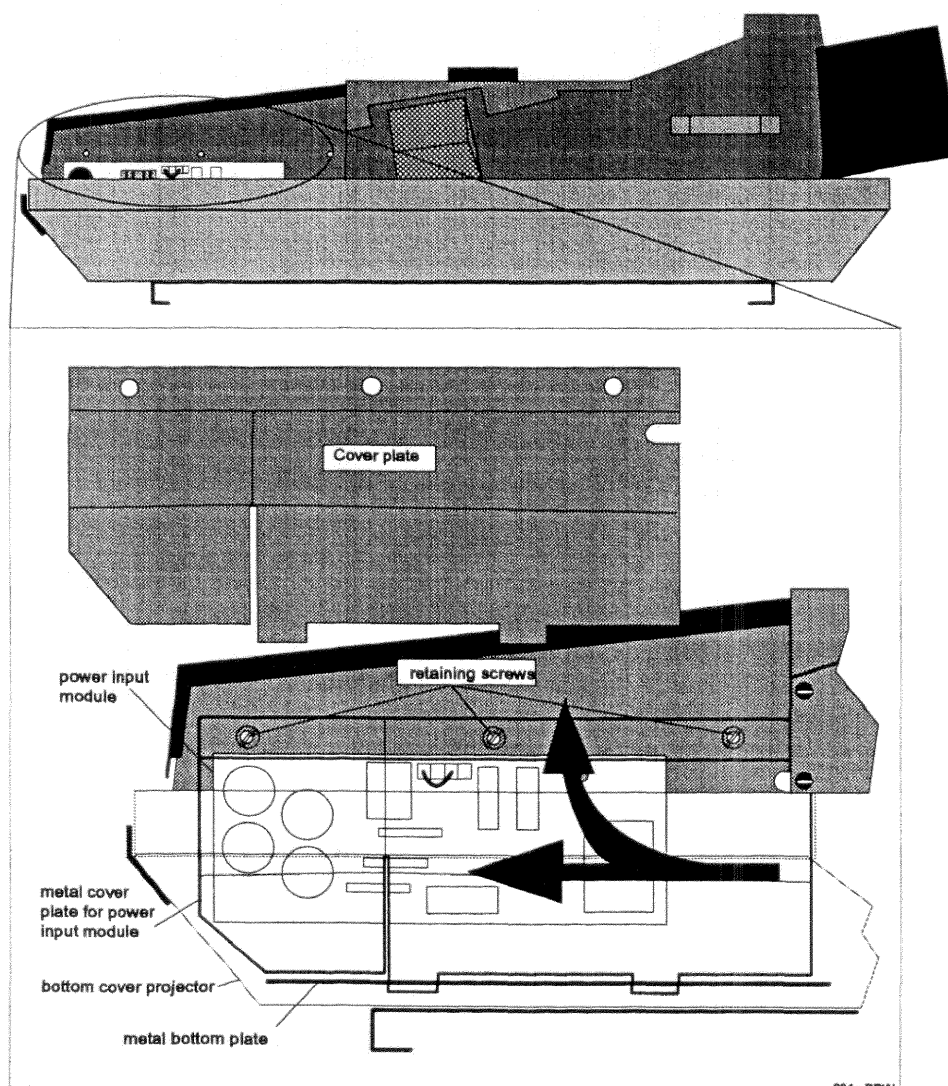 Cover plate
power input
module
retaining screws
metal cover
plate for power
input module
bottom cover projector
metal bottom plate